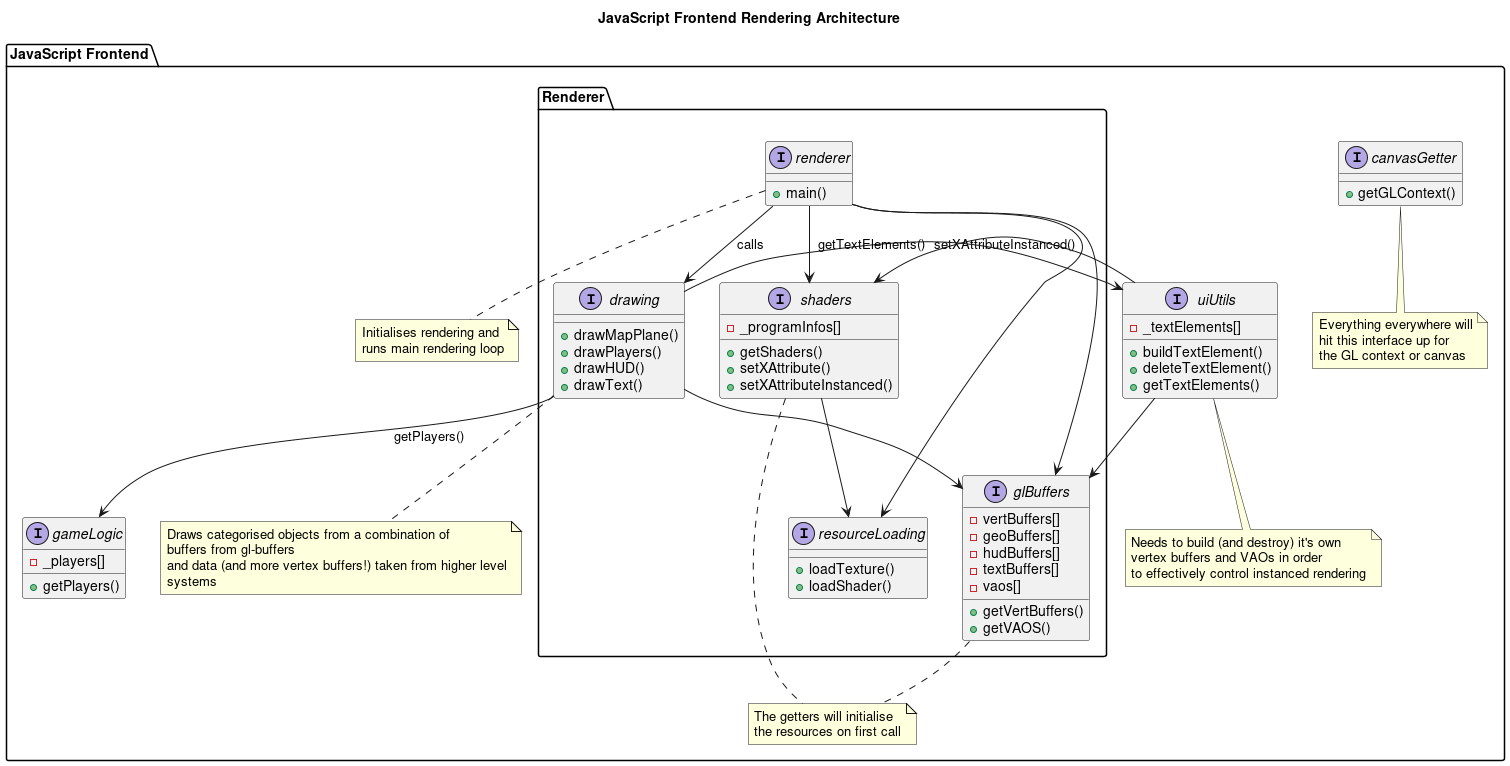 JavaScript Frontend Rendering Architecture
JavaScript Frontend
Renderer
I renderer
main()
I canvasGetter
getGLContext()
calls
getTextElements()
setXAttributeInstanced()
Initialises rendering and
runs main rendering loop
I drawing
drawMapPlane()
drawPlayers()
drawHUD()
drawText()
I shaders
_programInfos[]
getShaders()
setXAttribute()
setXAttributeInstanced()
I uiUtils
_textElements[]
buildTextElement()
deleteTextElement()
getTextElements()
Everything everywhere will
hit this interface up for
the GL context or canvas
getPlayers()
I gameLogic
_players[]
getPlayers()
Draws categorised objects from a combination of
buffers from gl-buffers
and data (and more vertex buffers!) taken from higher level
systems
I resourceLoading
loadTexture()
loadShader()
I glBuffers
vertBuffers[]
geoBuffers[]
hudBuffers[]
textBuffers[]
vaos[]
getVertBuffers()
getVAOS()
Needs to build (and destroy) it's own
vertex buffers and VAOs in order
to effectively control instanced rendering
The getters will initialise
the resources on first call